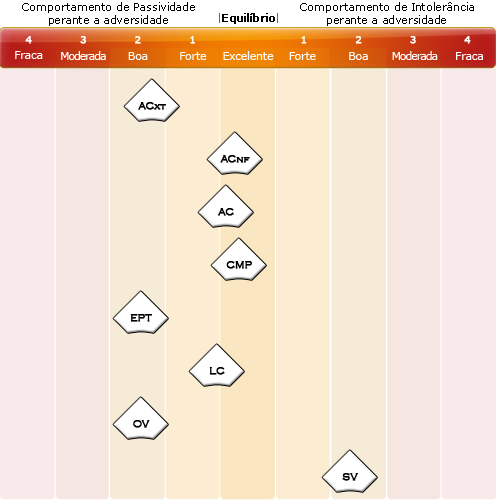 Comportamento de Passividade
perante a adversidade
|Equilíbrio|
Comportamento de Intolerância
perante a adversidade
4 3 2 1 1 2 3 4
Fraca Moderada Boa Forte Excelente Forte Boa Moderada Fraca
ACXT
ACNF
AC
CMP
EPT
LC
OV
SV